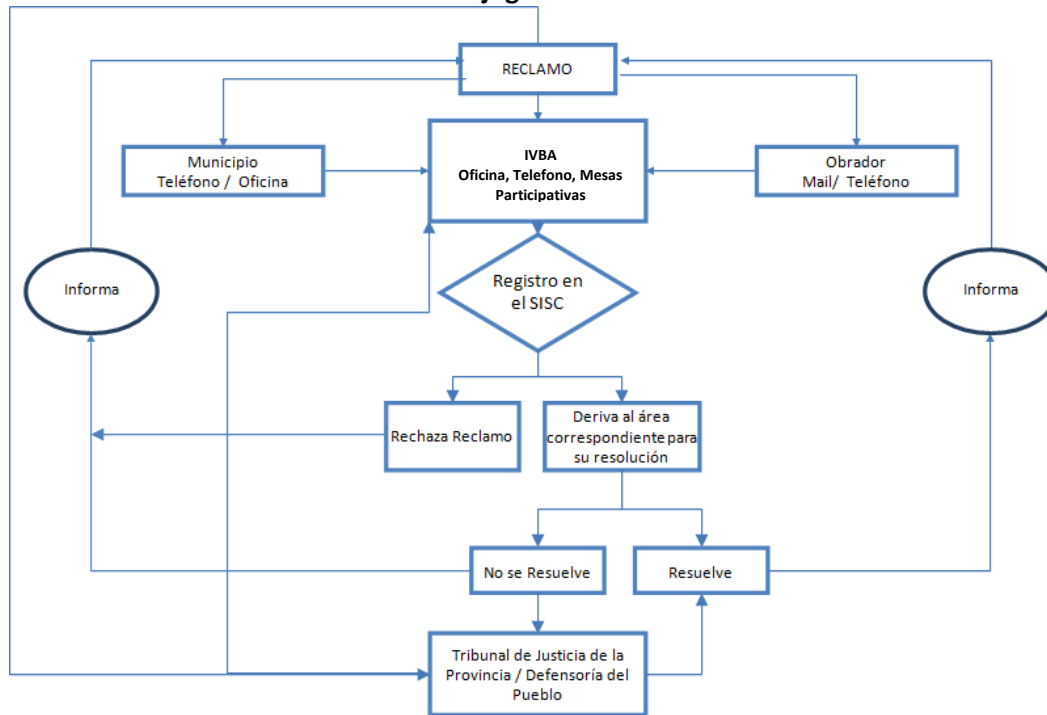 RECLAMO
Municipio
Teléfono / Oficina
IVBA
Oficina, Telefono, Mesas
Participativas
Obrador
Mail/ Teléfono
Informa
Registro en
el SISC
Informa
Rechaza Reclamo
Deriva al área
correspondiente para
su resolución
No se Resuelve
Resuelve
Tribunal de Justicia de la
Provincia / Defensoría del
Pueblo